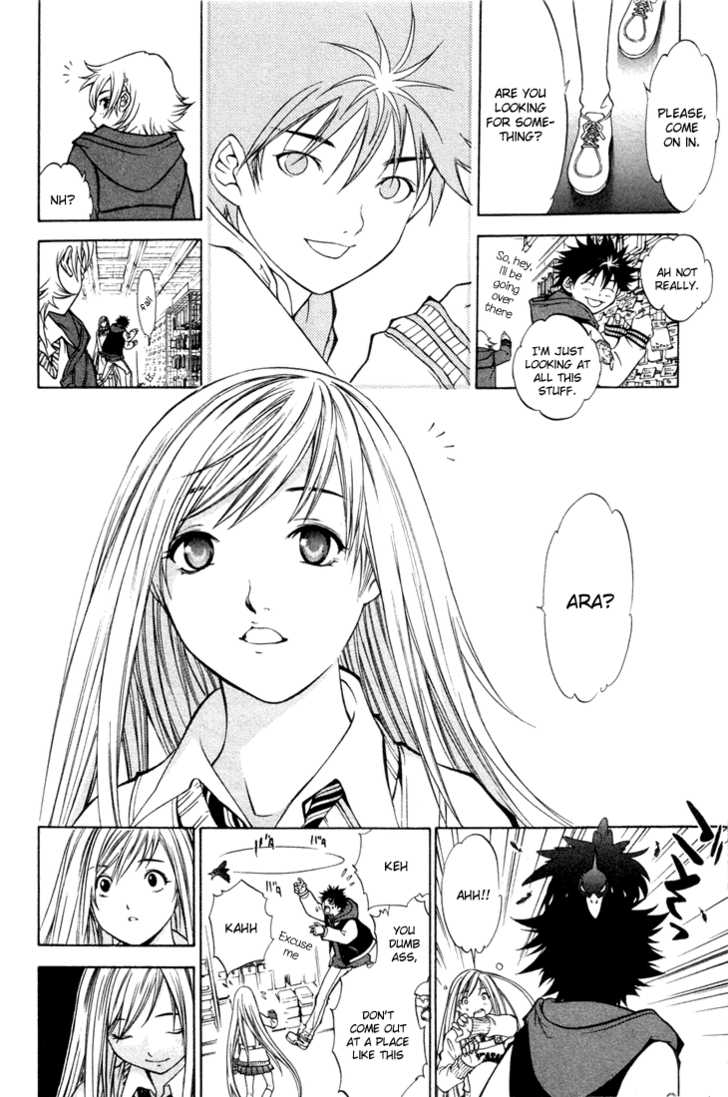 PLEASE,
COME
ON IN.
ARE YOU
LOOKING
FOR SOME-
THING?
NH?
AH NOT
REALLY.
So, hey,
I'll be
going
over
there
I'M JUST
LOOKING AT
ALL THIS
STUFF.
ARA?
AHH!!
KEH
YOU
DUMB
ASS,
DON'T
COME OUT
AT A PLACE
LIKE THIS
KAHH
Excuse
me